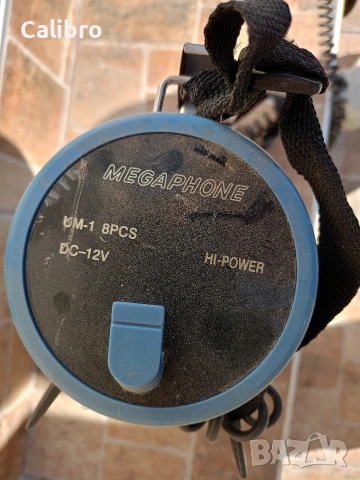 Calibro
MEGAPHONE
UM-1 8PCS
DC-12V
HI-POWER
BAZAR